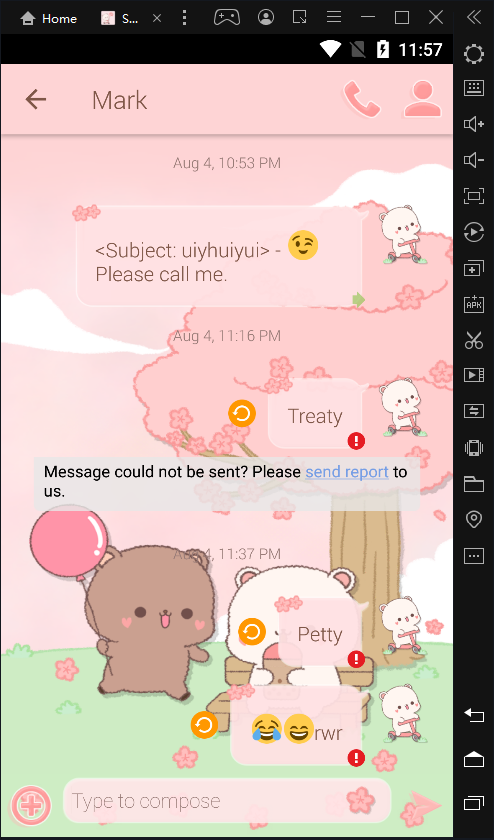 Home
S...
11:57
Mark
Aug 4, 10:53 PM
<Subject: uiyhuiyui> - 😉
Please call me.
Aug 4, 11:16 PM
Treaty
Message could not be sent? Please send report to
us.
Aug 4, 11:37 PM
Petty
😂😄rwr
Type to compose
APK